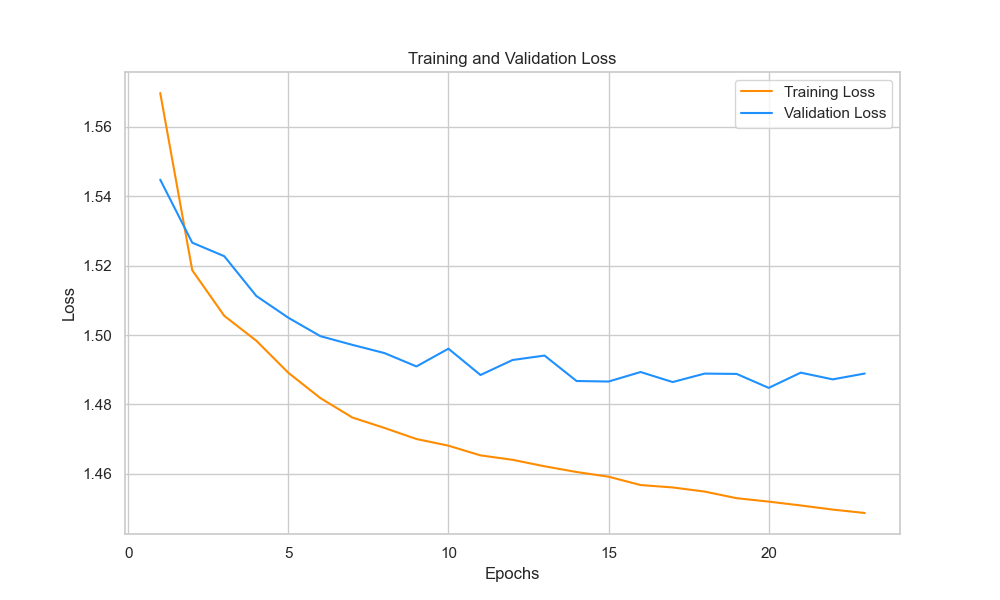 Training and Validation Loss
Training Loss
Validation Loss
1.56
1.54
1.52
1.50
1.48
1.46
Loss
0
5
10
15
20
Epochs